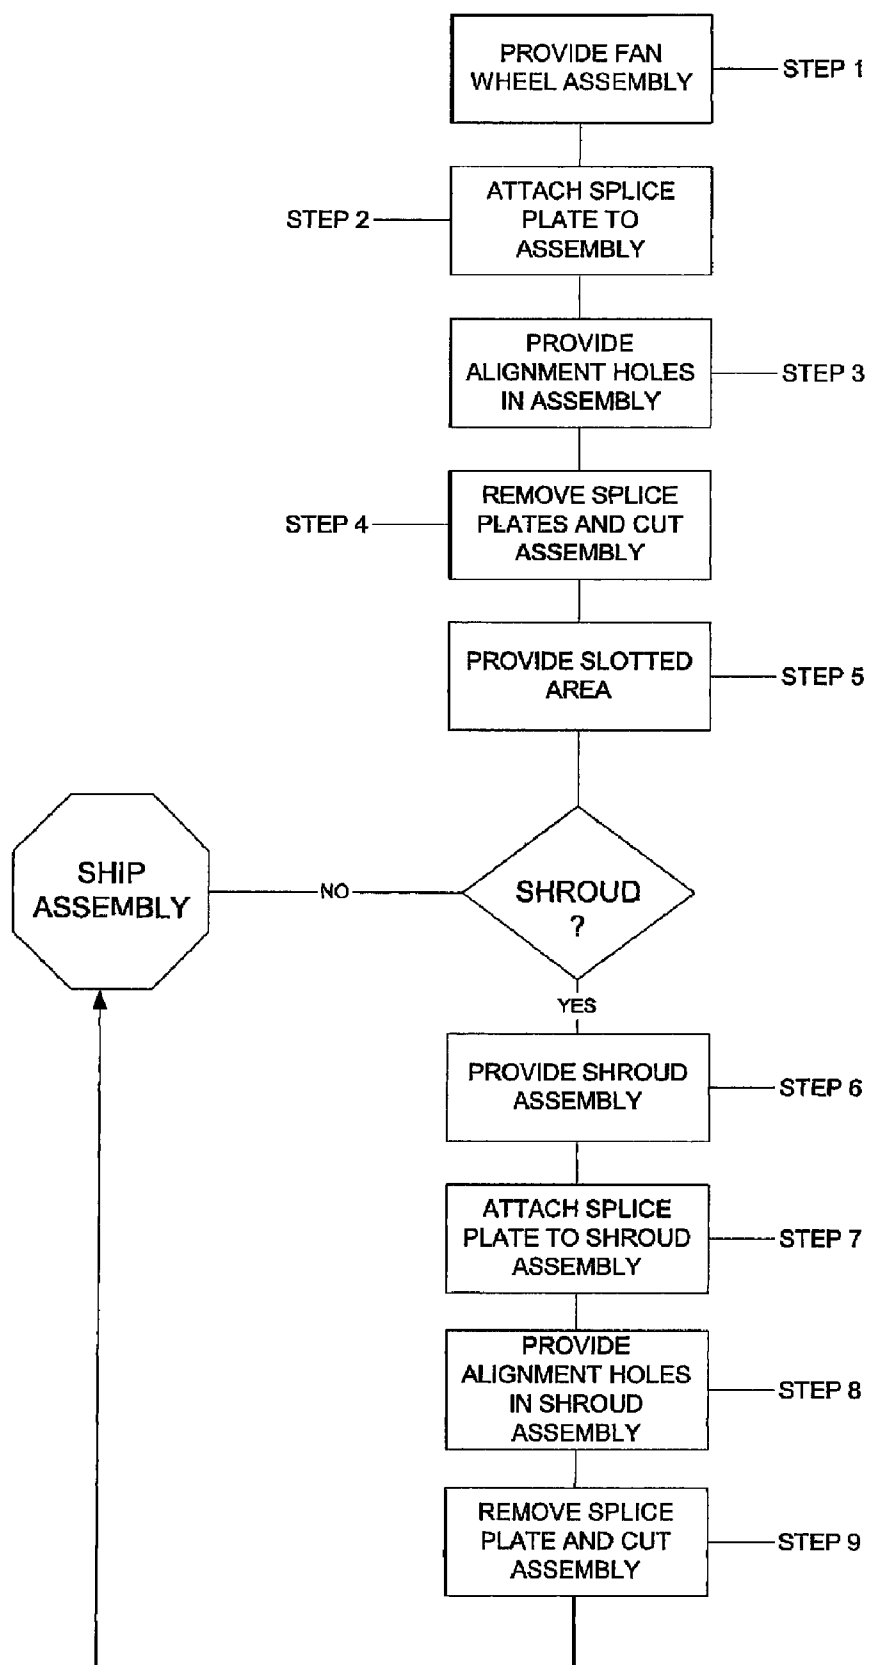 PROVIDE FAN
WHEEL ASSEMBLY
STEP 1
ATTACH SPLICE
PLATE TO
ASSEMBLY
STEP 2
PROVIDE
ALIGNMENT HOLES
IN ASSEMBLY
STEP 3
REMOVE SPLICE
PLATES AND CUT
ASSEMBLY
STEP 4
PROVIDE SLOTTED
AREA
STEP 5
SHROUD
?
NO
SHIP
ASSEMBLY
YES
PROVIDE SHROUD
ASSEMBLY
STEP 6
ATTACH SPLICE
PLATE TO SHROUD
ASSEMBLY
STEP 7
PROVIDE
ALIGNMENT HOLES
IN SHROUD
ASSEMBLY
STEP 8
REMOVE SPLICE
PLATE AND CUT
ASSEMBLY
STEP 9